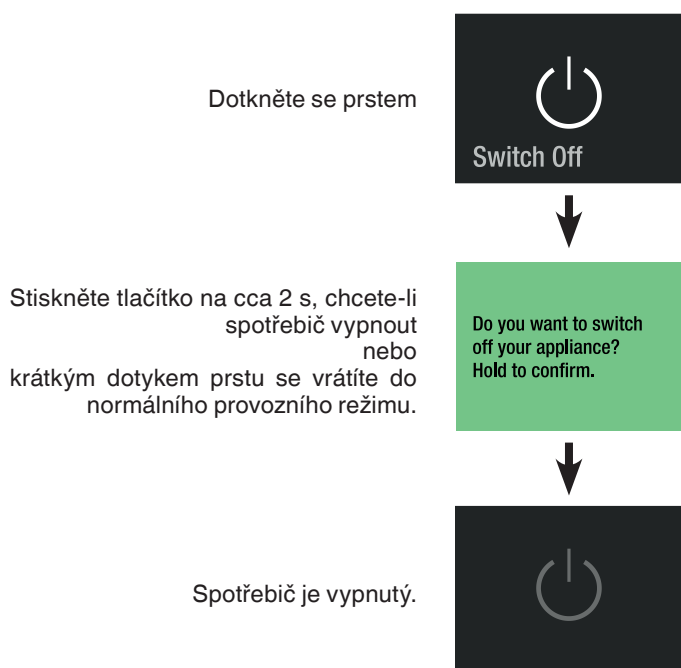 Dotkněte se prstem
Switch Off
Stiskněte tlačítko na cca 2 s, chcete-li
spotřebič vypnout
nebo
krátkým dotykem prstu se vrátíte do
normálního provozního režimu.
Do you want to switch
off your appliance?
Hold to confirm.
Spotřebič je vypnutý.